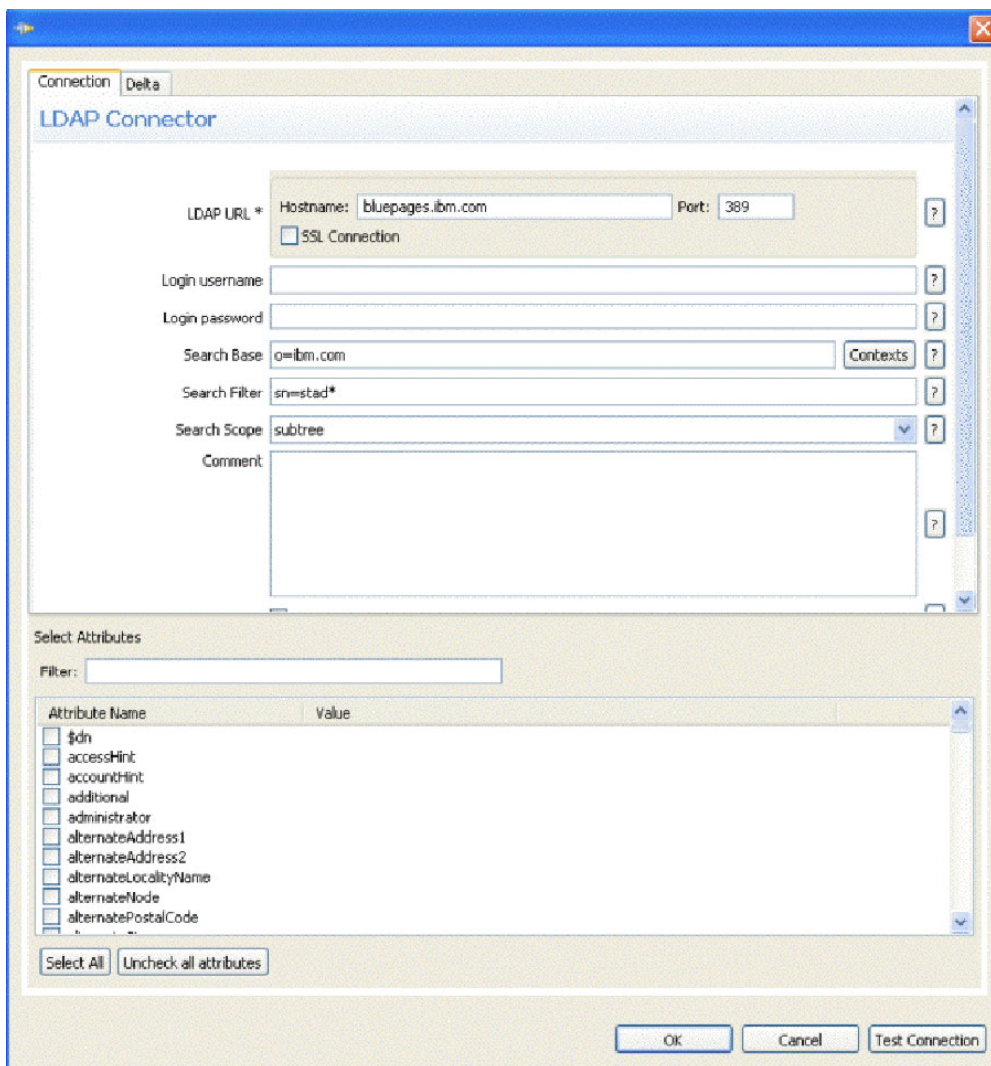 Connection Delta
LDAP Connector
LDAP URL * Hostname: bluepages.ibm.com Port: 389 ?
SSL Connection
Login username ?
Login password ?
Search Base o=ibm.com Contexts ?
Search Filter sn=stad* ?
Search Scope subtree ?
Comment
?
Select Attributes
Filter:
Attribute Name Value
$dn
accessHint
accountHint
additional
administrator
alternateAddress1
alternateAddress2
alternateLocalityName
alternateNode
alternatePostalCode
Select All Uncheck all attributes
OK Cancel Test Connection